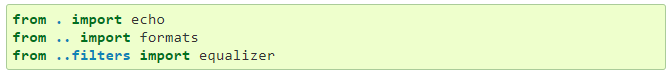 from . import echo
from .. import formats
from ..filters import equalizer